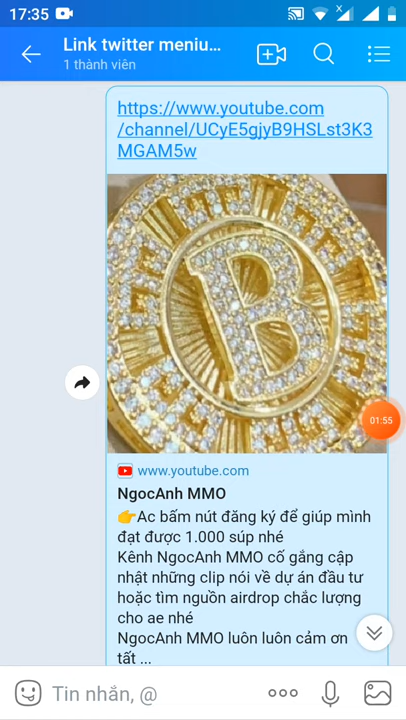 17:35
Link twitter meniu...
1 thành viên
https://www.youtube.com
/channel/UCyE5gjyB9HSLst3K3
MGAM5w
B
01:55
www.youtube.com
NgocAnh MMO
👉Ac bấm nút đăng ký để giúp mình
đạt được 1.000 súp nhé
Kênh NgocAnh MMO cố gắng cập
nhật những clip nói về dự án đầu tư
hoặc tìm nguồn airdrop chắc lượng
cho ae nhé
NgocAnh MMO luôn luôn cảm ơn
tất ...
Tin nhắn, @